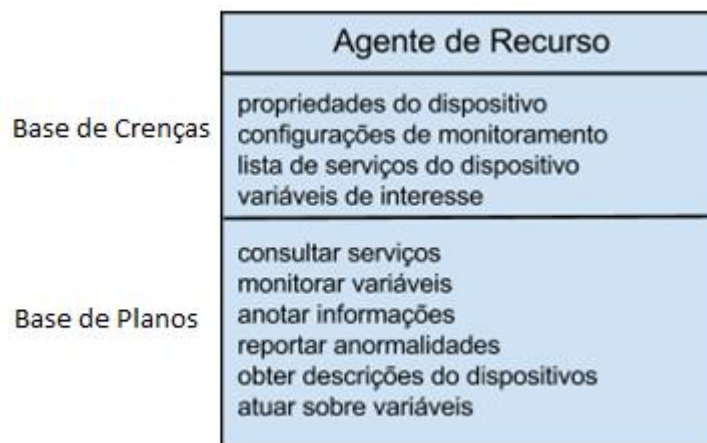 Agente de Recurso
Base de Crenças
propriedades do dispositivo
configurações de monitoramento
lista de serviços do dispositivo
variáveis de interesse
Base de Planos
consultar serviços
monitorar variáveis
anotar informações
reportar anormalidades
obter descrições do dispositivos
atuar sobre variáveis